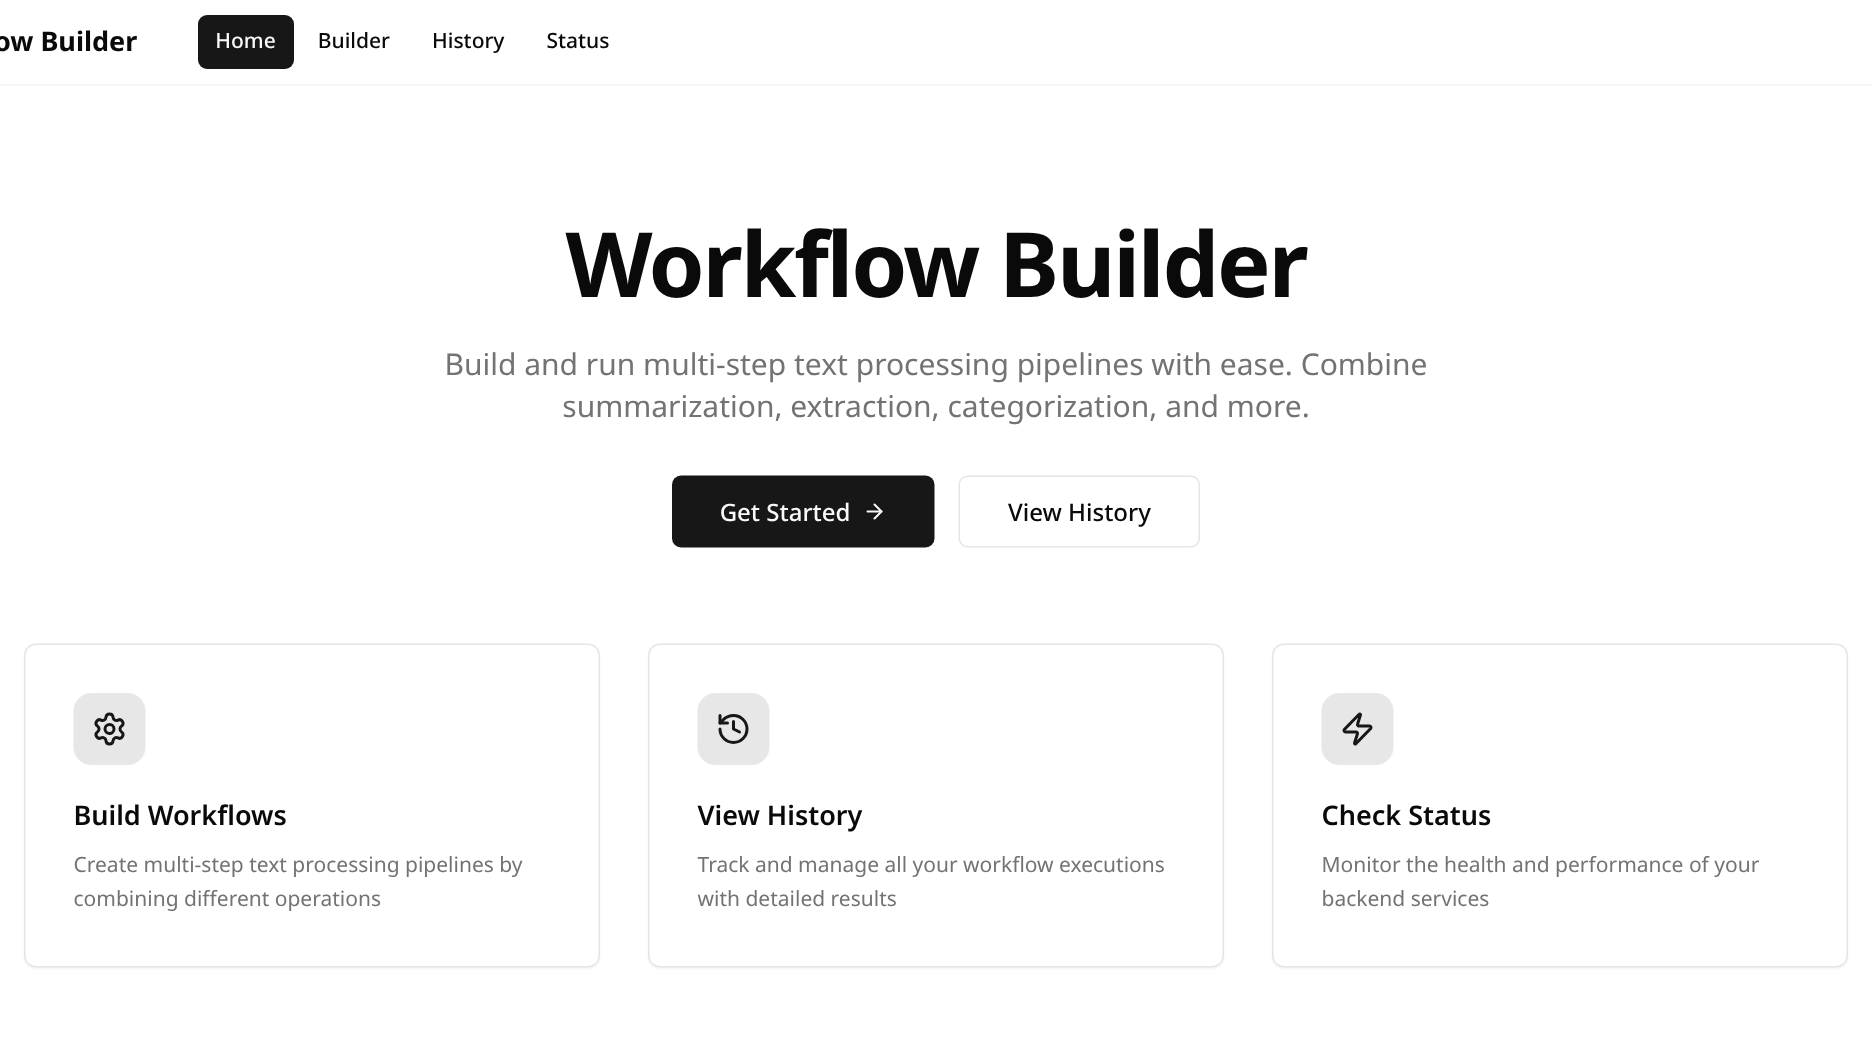 ow Builder
Home
Builder
History
Status
Workflow Builder
Build and run multi-step text processing pipelines with ease. Combine
summarization, extraction, categorization, and more.
Get Started →
View History
Build Workflows
Create multi-step text processing pipelines by
combining different operations
View History
Track and manage all your workflow executions
with detailed results
Check Status
Monitor the health and performance of your
backend services